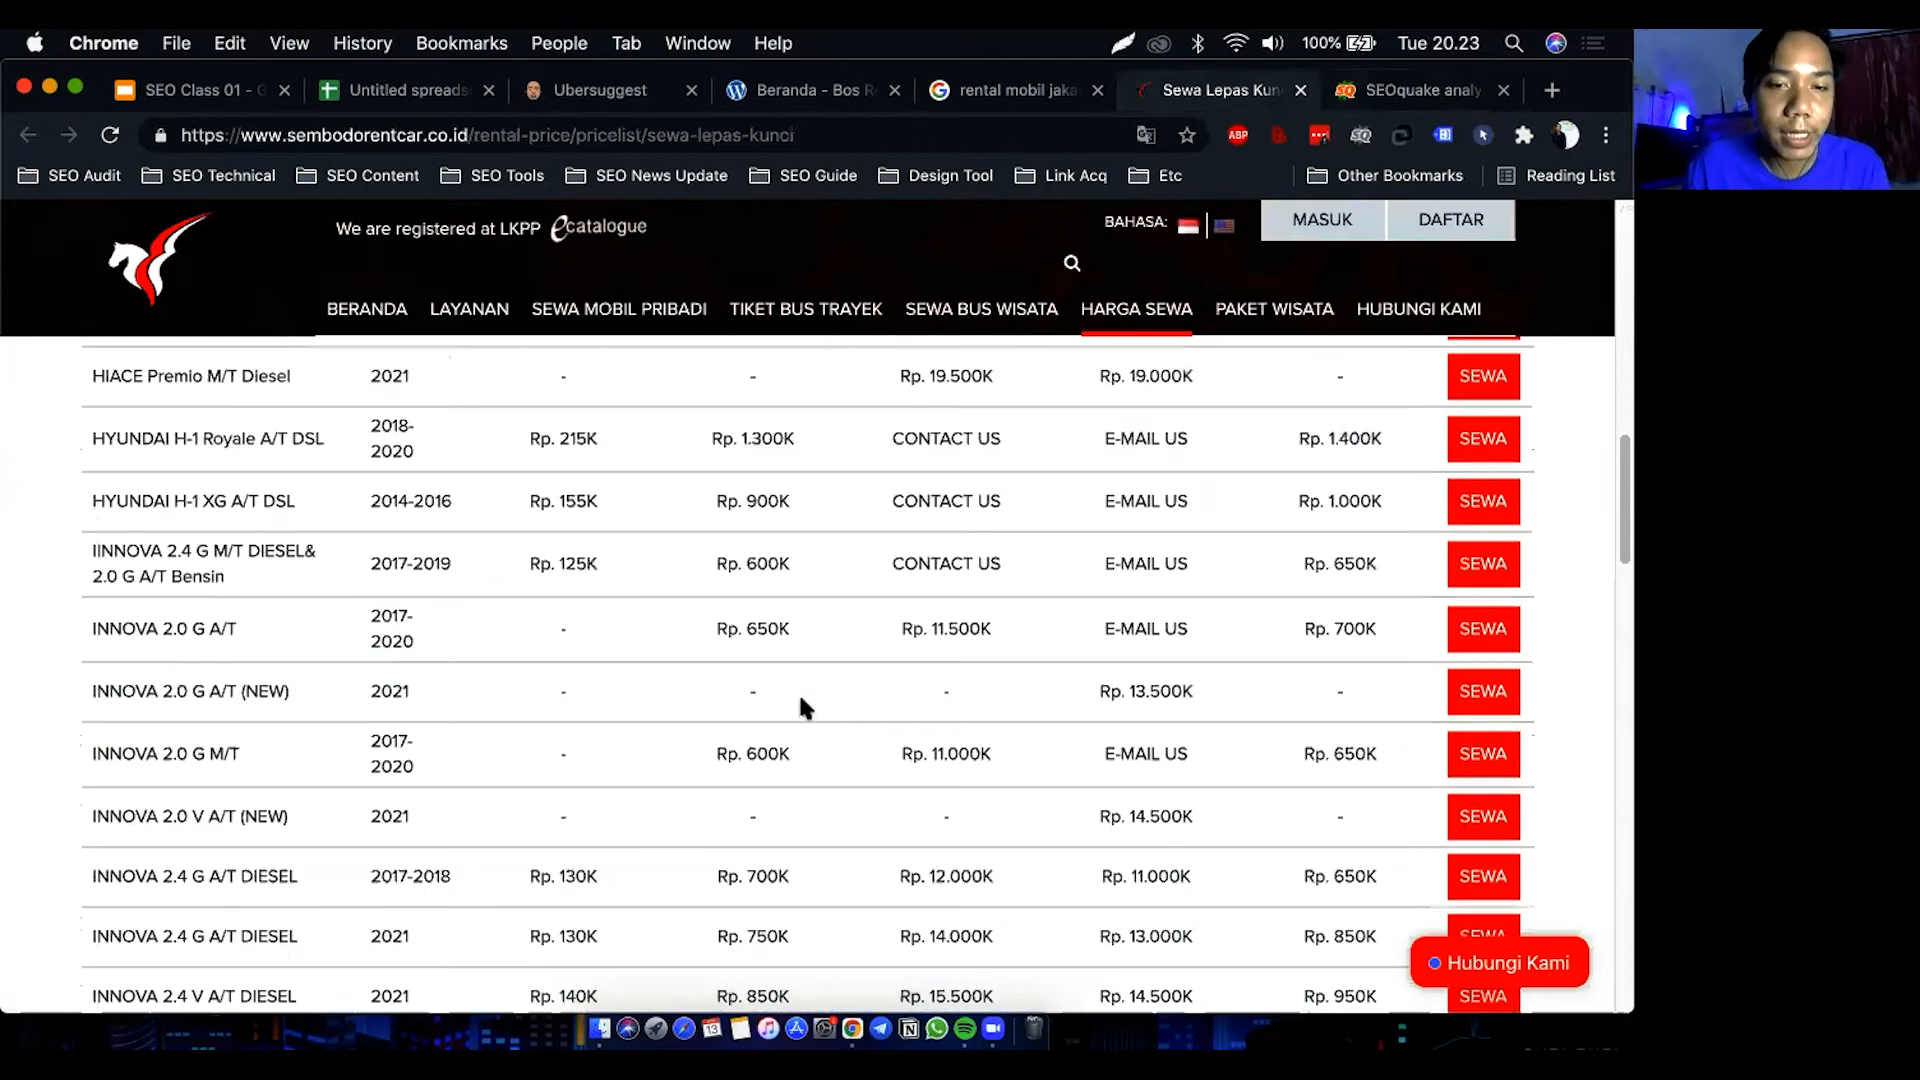 Chrome File Edit View History Bookmarks People Tab Window Help 100% Tue 20.23
SEO Class 01 - G Untitled spreads Ubersuggest Beranda - Bos R rental mobil jaka Sewa Lepas Kun SEOquake analy
https://www.sembodorentcar.co.id/rental-price/pricelist/sewa-lepas-kunci ABP
SEO Audit SEO Technical SEO Content SEO Tools SEO News Update SEO Guide Design Tool Link Acq Etc Other Bookmarks Reading List
We are registered at LKPP ecatalogue BAHASA: MASUK DAFTAR
BERANDA LAYANAN SEWA MOBIL PRIBADI TIKET BUS TRAYEK SEWA BUS WISATA HARGA SEWA PAKET WISATA HUBUNGI KAMI
HIACE Premio M/T Diesel 2021 - - Rp. 19.500K Rp. 19.000K - SEWA
HYUNDAI H-1 Royale A/T DSL 2018-
2020 Rp. 215K Rp. 1.300K CONTACT US E-MAIL US Rp. 1.400K SEWA
HYUNDAI H-1 XG A/T DSL 2014-2016 Rp. 155K Rp. 900K CONTACT US E-MAIL US Rp. 1.000K SEWA
IINNOVA 2.4 G M/T DIESEL&
2.0 G A/T Bensin 2017-2019 Rp. 125K Rp. 600K CONTACT US E-MAIL US Rp. 650K SEWA
INNOVA 2.0 G A/T 2017-
2020 - Rp. 650K Rp. 11.500K E-MAIL US Rp. 700K SEWA
INNOVA 2.0 G A/T (NEW) 2021 - - - Rp. 13.500K - SEWA
INNOVA 2.0 G M/T 2017-
2020 - Rp. 600K Rp. 11.000K E-MAIL US Rp. 650K SEWA
INNOVA 2.0 V A/T (NEW) 2021 - - - Rp. 14.500K - SEWA
INNOVA 2.4 G A/T DIESEL 2017-2018 Rp. 130K Rp. 700K Rp. 12.000K Rp. 11.000K Rp. 650K SEWA
INNOVA 2.4 G A/T DIESEL 2021 Rp. 130K Rp. 750K Rp. 14.000K Rp. 13.000K Rp. 850K SEWA
Hubungi Kami
INNOVA 2.4 V A/T DIESEL 2021 Rp. 140K Rp. 850K Rp. 15.500K Rp. 14.500K Rp. 950K SEWA
13